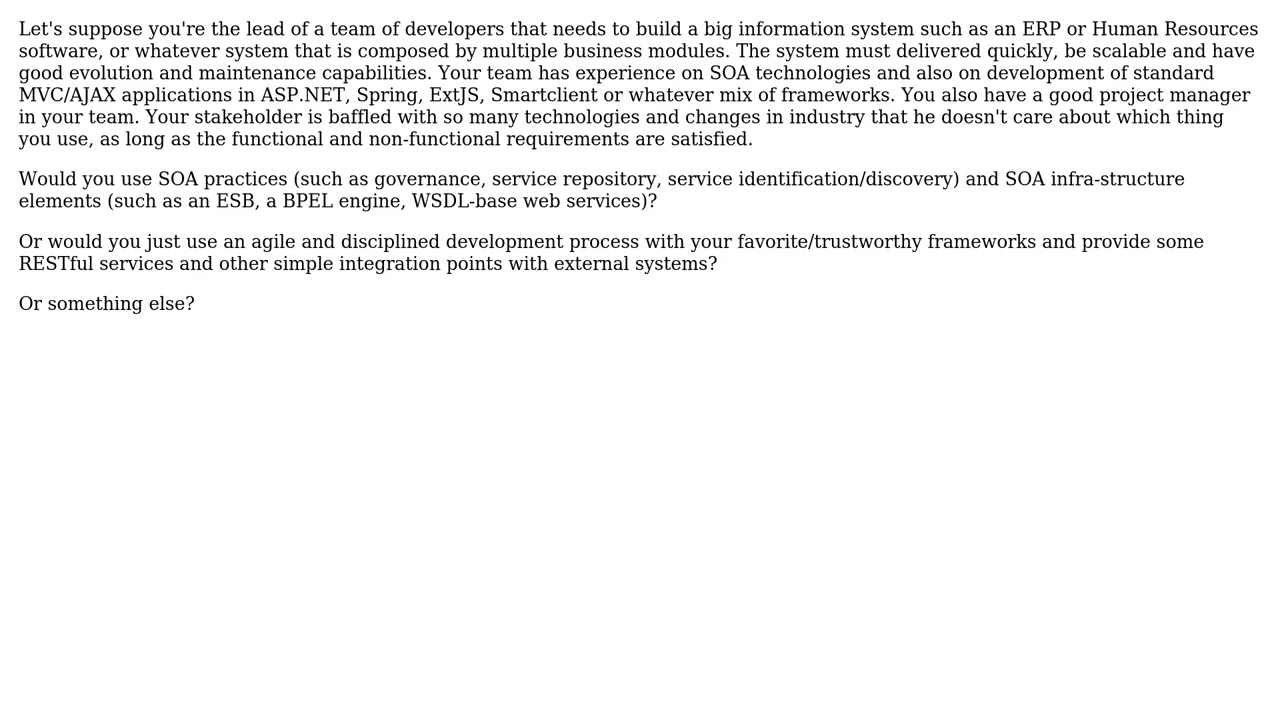 Let's suppose you're the lead of a team of developers that needs to build a big information system such as an ERP or Human Resources
software, or whatever system that is composed by multiple business modules. The system must delivered quickly, be scalable and have
good evolution and maintenance capabilities. Your team has experience on SOA technologies and also on development of standard
MVC/AJAX applications in ASP.NET, Spring, ExtJS, Smartclient or whatever mix of frameworks. You also have a good project manager
in your team. Your stakeholder is baffled with so many technologies and changes in industry that he doesn't care about which thing
you use, as long as the functional and non-functional requirements are satisfied.
Would you use SOA practices (such as governance, service repository, service identification/discovery) and SOA infra-structure
elements (such as an ESB, a BPEL engine, WSDL-base web services)?
Or would you just use an agile and disciplined development process with your favorite/trustworthy frameworks and provide some
RESTful services and other simple integration points with external systems?
Or something else?